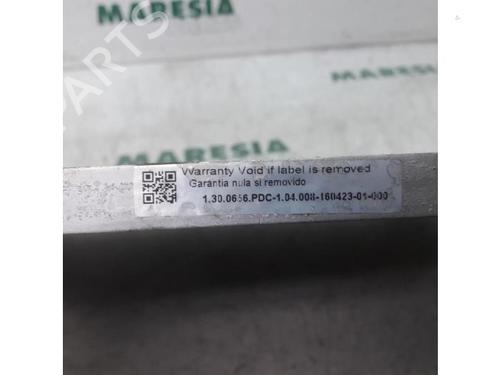 MARESIA
MARESIA
MARESIA
PARTS
Warranty Void if label is removed
Garantia nula si removido
1.30.0656.PDC-1.04.008-160423-01-000